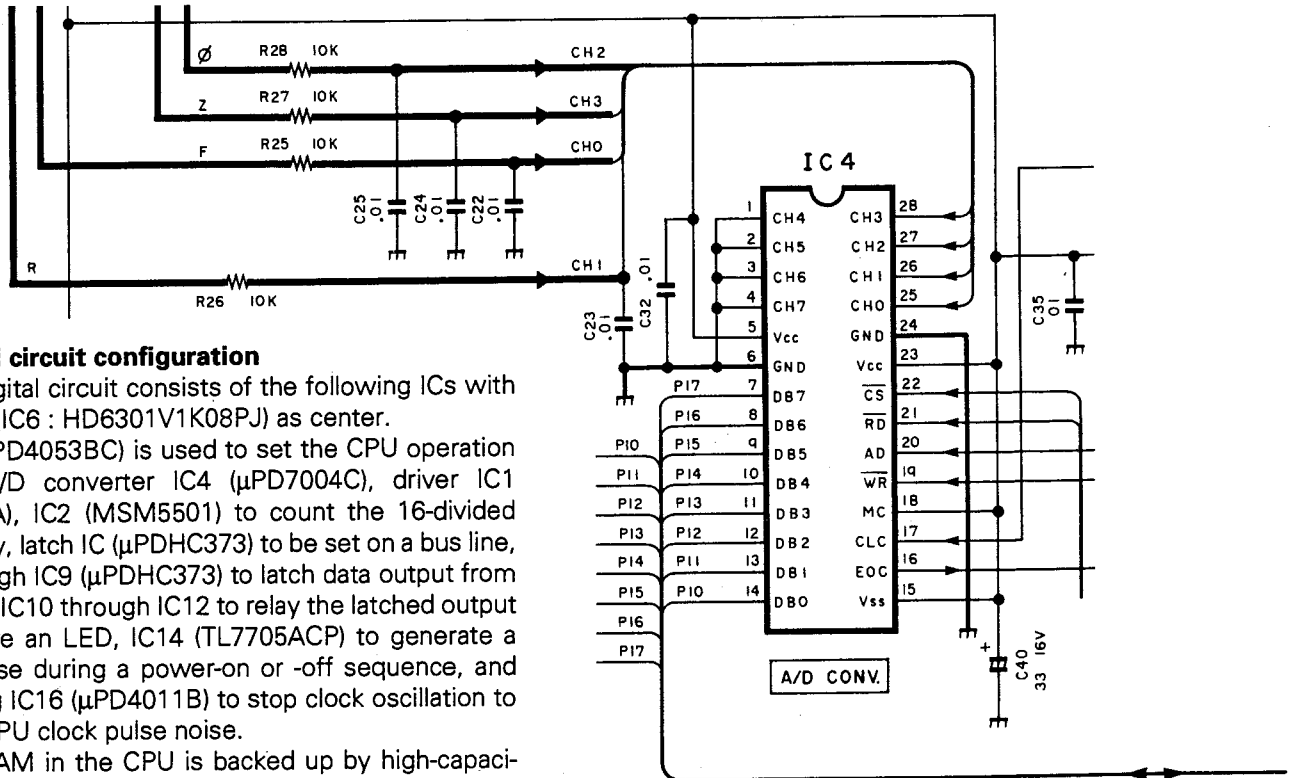 Ø R28 10K CH2
Z R27 10K CH3
F R25 10K CH0
C25 .01
C24 .01
C22 .01
R R26 10K CH1
C23 .01
C32 .01
IC4
1 CH4 CH3 28
2 CH5 CH2 27
3 CH6 CH1 26
4 CH7 CH0 25
5 Vcc GND 24
6 GND Vcc 23
P17 7 DB7 CS 22
P16 8 DB6 RD 21
P15 9 DB5 AD 20
P14 10 DB4 WR 19
P13 11 DB3 MC 18
P12 12 DB2 CLC 17
P11 13 DB1 EOC 16
P10 14 DB0 Vss 15
P10
P11
P12
P13
P14
P15
P16
P17
C35 .01
+
C40
33 16V
A/D CONV.
circuit configuration
gital circuit consists of the following ICs with
IC6 : HD6301V1K08PJ) as center.
PD4053BC) is used to set the CPU operation
/D converter IC4 (µPD7004C), driver IC1
A), IC2 (MSM5501) to count the 16-divided
y, latch IC (µPDHC373) to be set on a bus line,
gh IC9 (µPDHC373) to latch data output from
IC10 through IC12 to relay the latched output
e an LED, IC14 (TL7705ACP) to generate a
se during a power-on or -off sequence, and
g IC16 (µPD4011B) to stop clock oscillation to
PU clock pulse noise.
AM in the CPU is backed up by high-capaci-